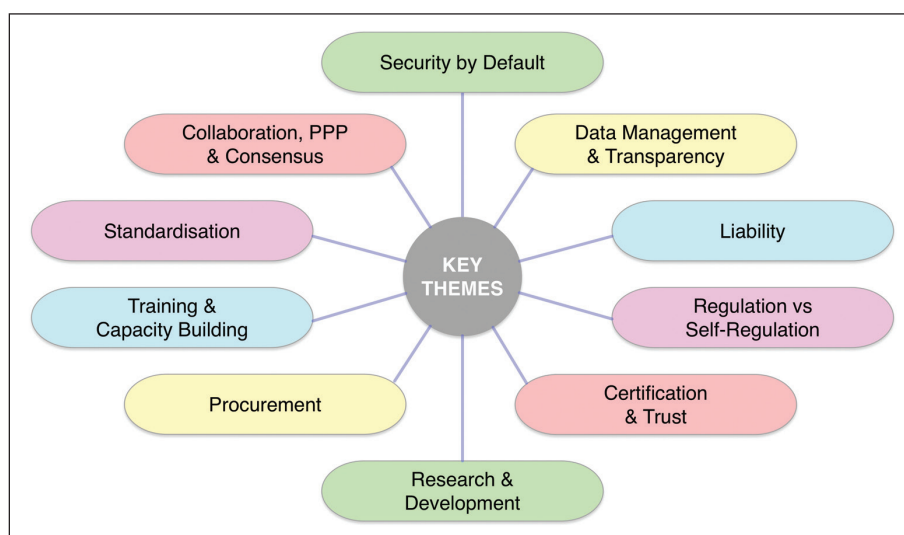 Security by Default
Collaboration, PPP
& Consensus
Data Management
& Transparency
Standardisation
Liability
KEY
THEMES
Training &
Capacity Building
Regulation vs
Self-Regulation
Procurement
Certification
& Trust
Research &
Development